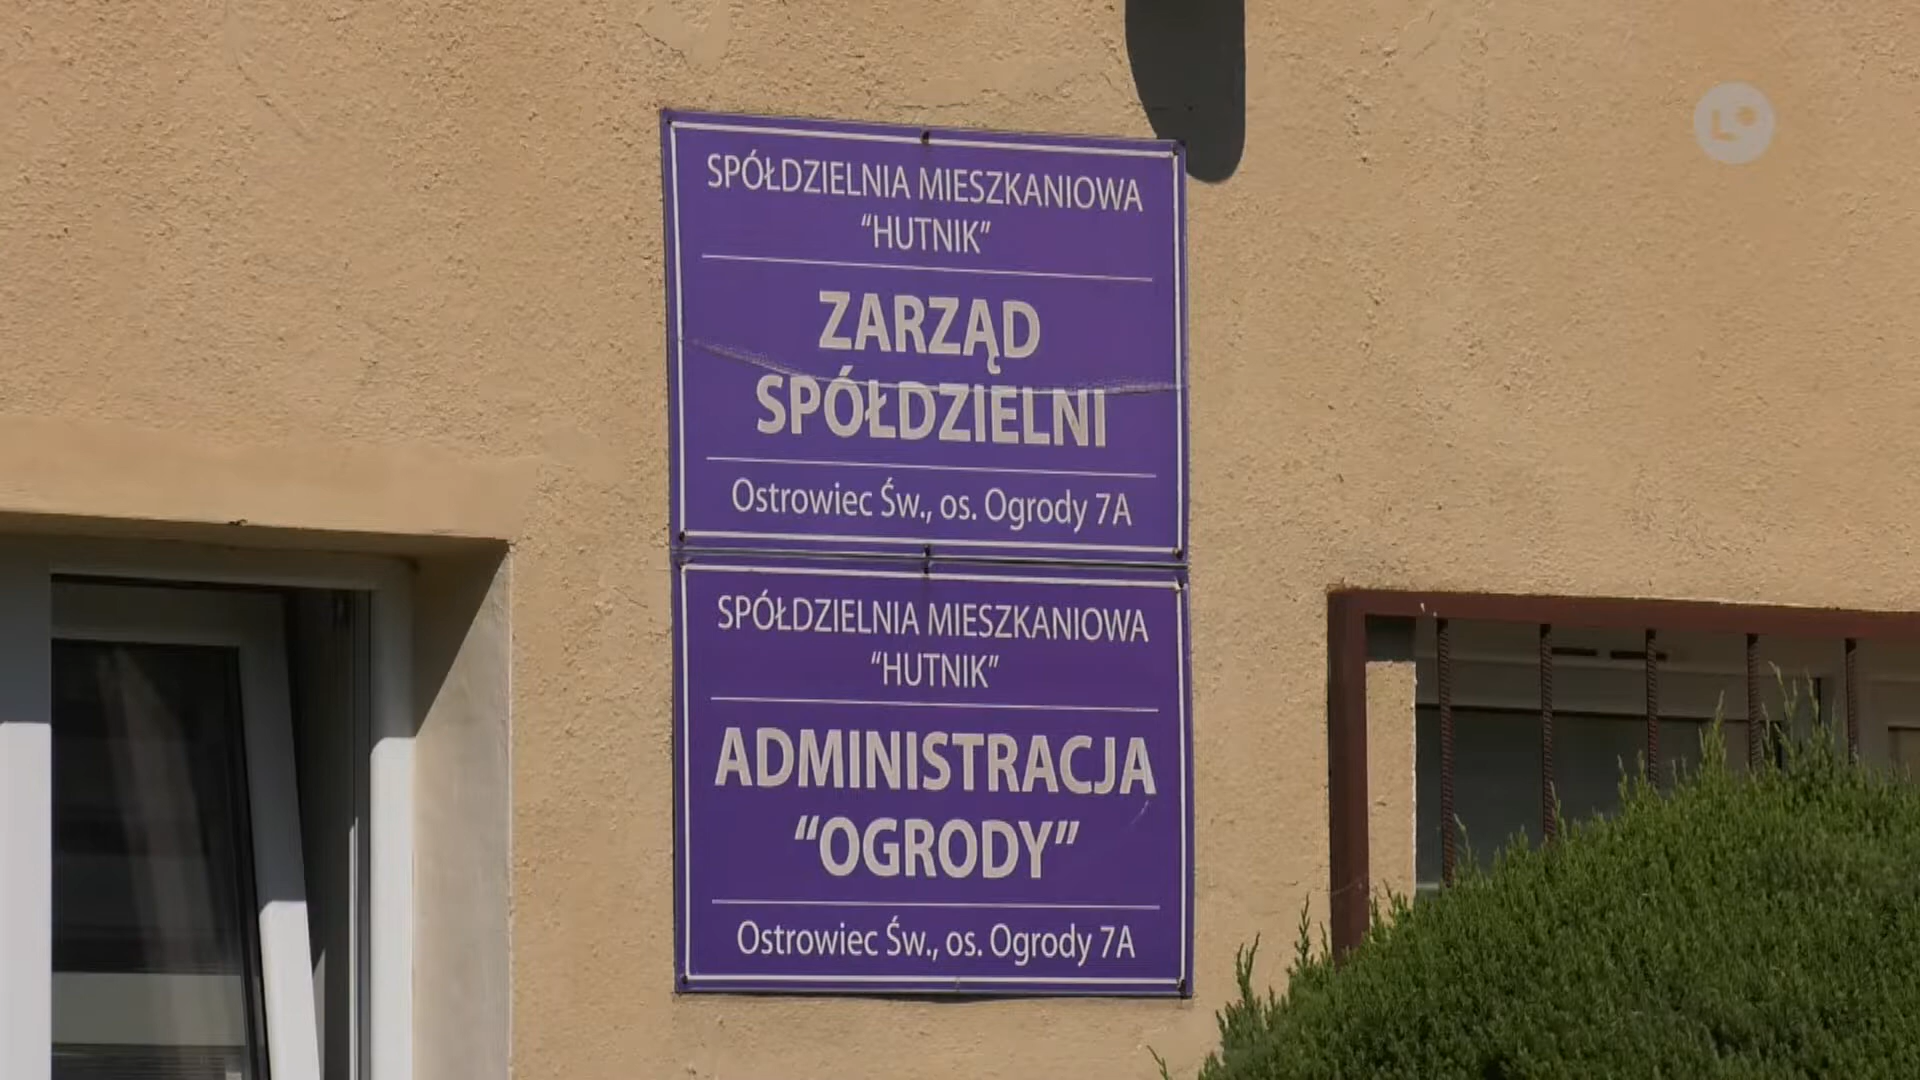 SPÓŁDZIELNIA MIESZKANIOWA
“HUTNIK”
ZARZĄD
SPÓŁDZIELNI
Ostrowiec Św., os. Ogrody 7A
SPÓŁDZIELNIA MIESZKANIOWA
“HUTNIK”
ADMINISTRACJA
“OGRODY”
Ostrowiec Św., os. Ogrody 7A